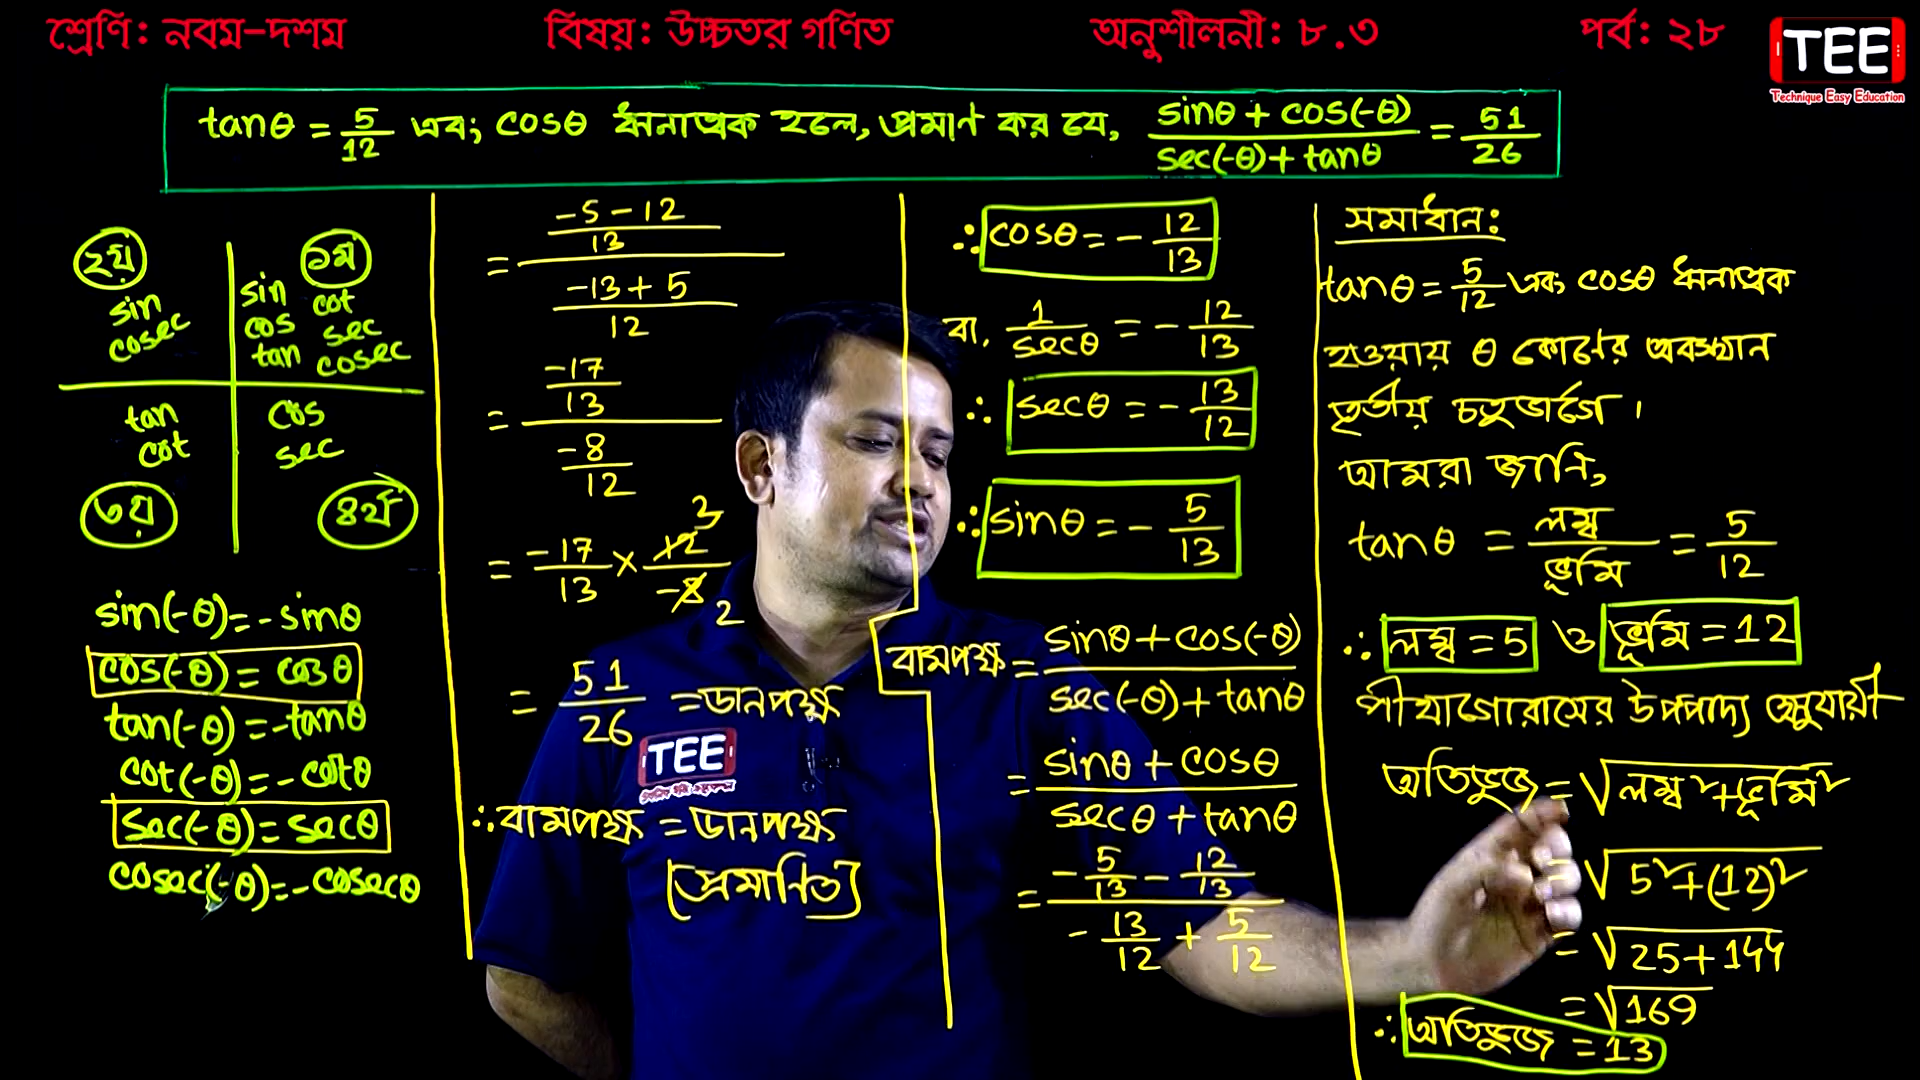 শ্রেণি: নবম-দশম
বিষয়: উচ্চতর গণিত
অনুশীলনী: ৮.৩
পর্ব: ২৮
TEE
Technique Easy Education
tanθ = 5/12 এবং cosθ ঋনাত্মক হলে, প্রমাণ কর যে, (sinθ + cos(-θ))/(sec(-θ) + tanθ) = 51/26
২য়
sin
cosec
১ম
sin cot
cos sec
tan cosec
tan
cot
৩য়
cos
sec
৪র্থ
sin(-θ) = -sinθ
cos(-θ) = cosθ
tan(-θ) = -tanθ
cot(-θ) = -cotθ
sec(-θ) = secθ
cosec(-θ) = -cosecθ
সমাধান:
tanθ = 5/12 এবং cosθ ঋনাত্মক
হওয়ায় θ কোণের অবস্থান
তৃতীয় চতুর্ভাগে।
আমরা জানি,
tanθ = লম্ব/ভূমি = 5/12
∴ লম্ব = 5 ও ভূমি = 12
পীথাগোরাসের উপপাদ্য অনুযায়ী
অতিভুজ = √(লম্ব² + ভূমি²)
= √(5² + (12)²)
= √(25 + 144)
= √169
∴ অতিভুজ = 13
∴ cosθ = - 12/13
বা, 1/secθ = - 12/13
∴ secθ = - 13/12
∴ sinθ = - 5/13
বামপক্ষ = (sinθ + cos(-θ))/(sec(-θ) + tanθ)
= (sinθ + cosθ)/(secθ + tanθ)
= (- 5/13 - 12/13)/(- 13/12 + 5/12)
= ((-5 - 12)/13)/((-13 + 5)/12)
= (-17/13)/(-8/12)
= -17/13 × 12/-8 3 2
= 51/26 = ডানপক্ষ
∴ বামপক্ষ = ডানপক্ষ
[প্রমাণিত]
TEE